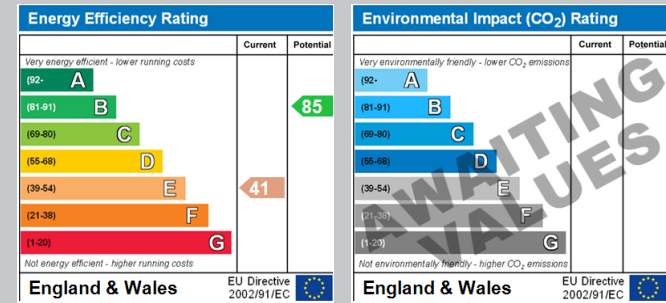 Energy Efficiency Rating
Current Potential
Very energy efficient - lower running costs
(92- A
(81-91) B
85
(69-80) C
(55-68) D
(39-54) E
41
(21-38) F
(1-20) G
Not energy efficient - higher running costs
England & Wales
EU Directive
2002/91/EC
Environmental Impact (CO2) Rating
Current Potential
Very environmentally friendly - lower CO2 emissions
(92- A
(81-91) B
(69-80) C
(55-68) D
(39-54) E
(21-38) F
(1-20) G
Not environmentally friendly - higher CO2 emissions
AWAITING
VALUES
England & Wales
EU Directive
2002/91/EC